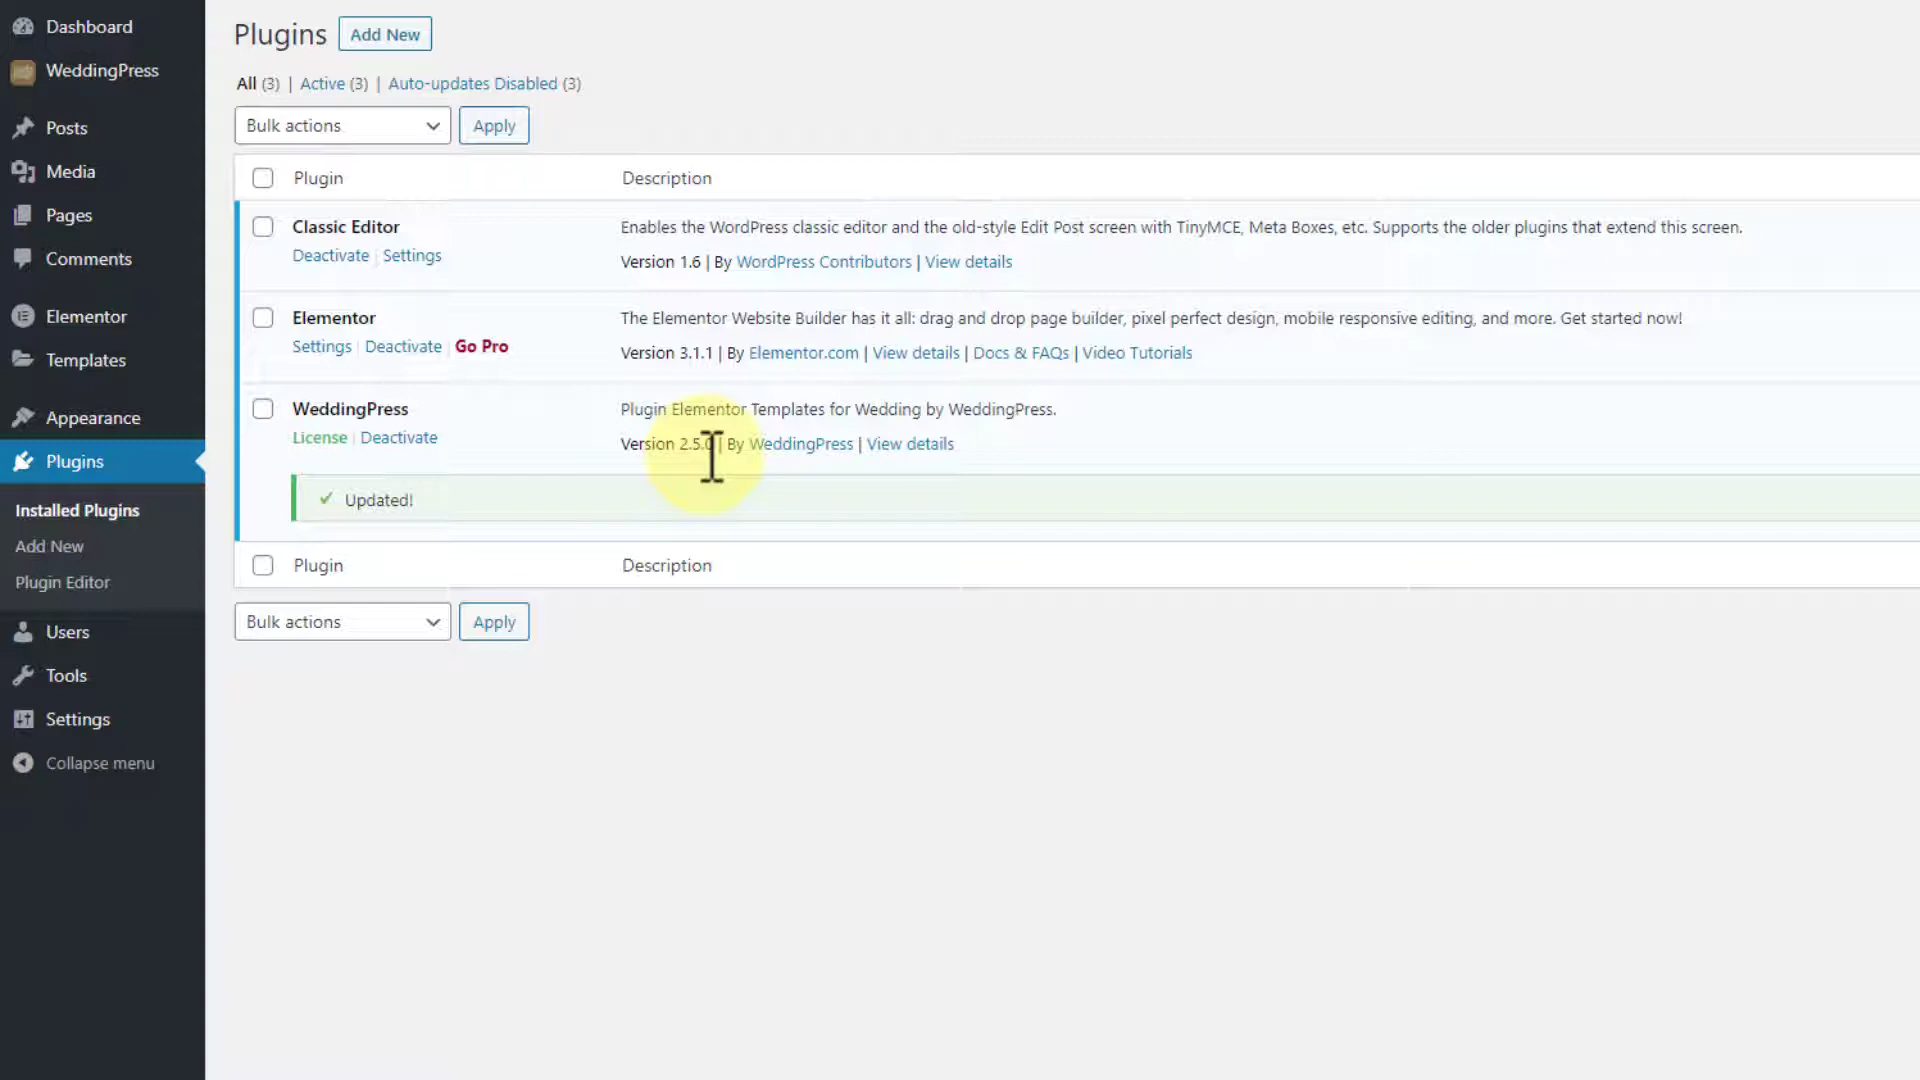 Dashboard
WeddingPress
Posts
Media
Pages
Comments
Elementor
Templates
Appearance
Plugins
Installed Plugins
Add New
Plugin Editor
Users
Tools
Settings
Collapse menu
Plugins Add New
All (3) | Active (3) | Auto-updates Disabled (3)
Bulk actions Apply
Plugin Description
Classic Editor Enables the WordPress classic editor and the old-style Edit Post screen with TinyMCE, Meta Boxes, etc. Supports the older plugins that extend this screen.
Deactivate | Settings Version 1.6 | By WordPress Contributors | View details
Elementor The Elementor Website Builder has it all: drag and drop page builder, pixel perfect design, mobile responsive editing, and more. Get started now!
Settings | Deactivate | Go Pro Version 3.1.1 | By Elementor.com | View details | Docs & FAQs | Video Tutorials
WeddingPress Plugin Elementor Templates for Wedding by WeddingPress.
License | Deactivate Version 2.5.0 | By WeddingPress | View details
✔ Updated!
Plugin Description
Bulk actions Apply